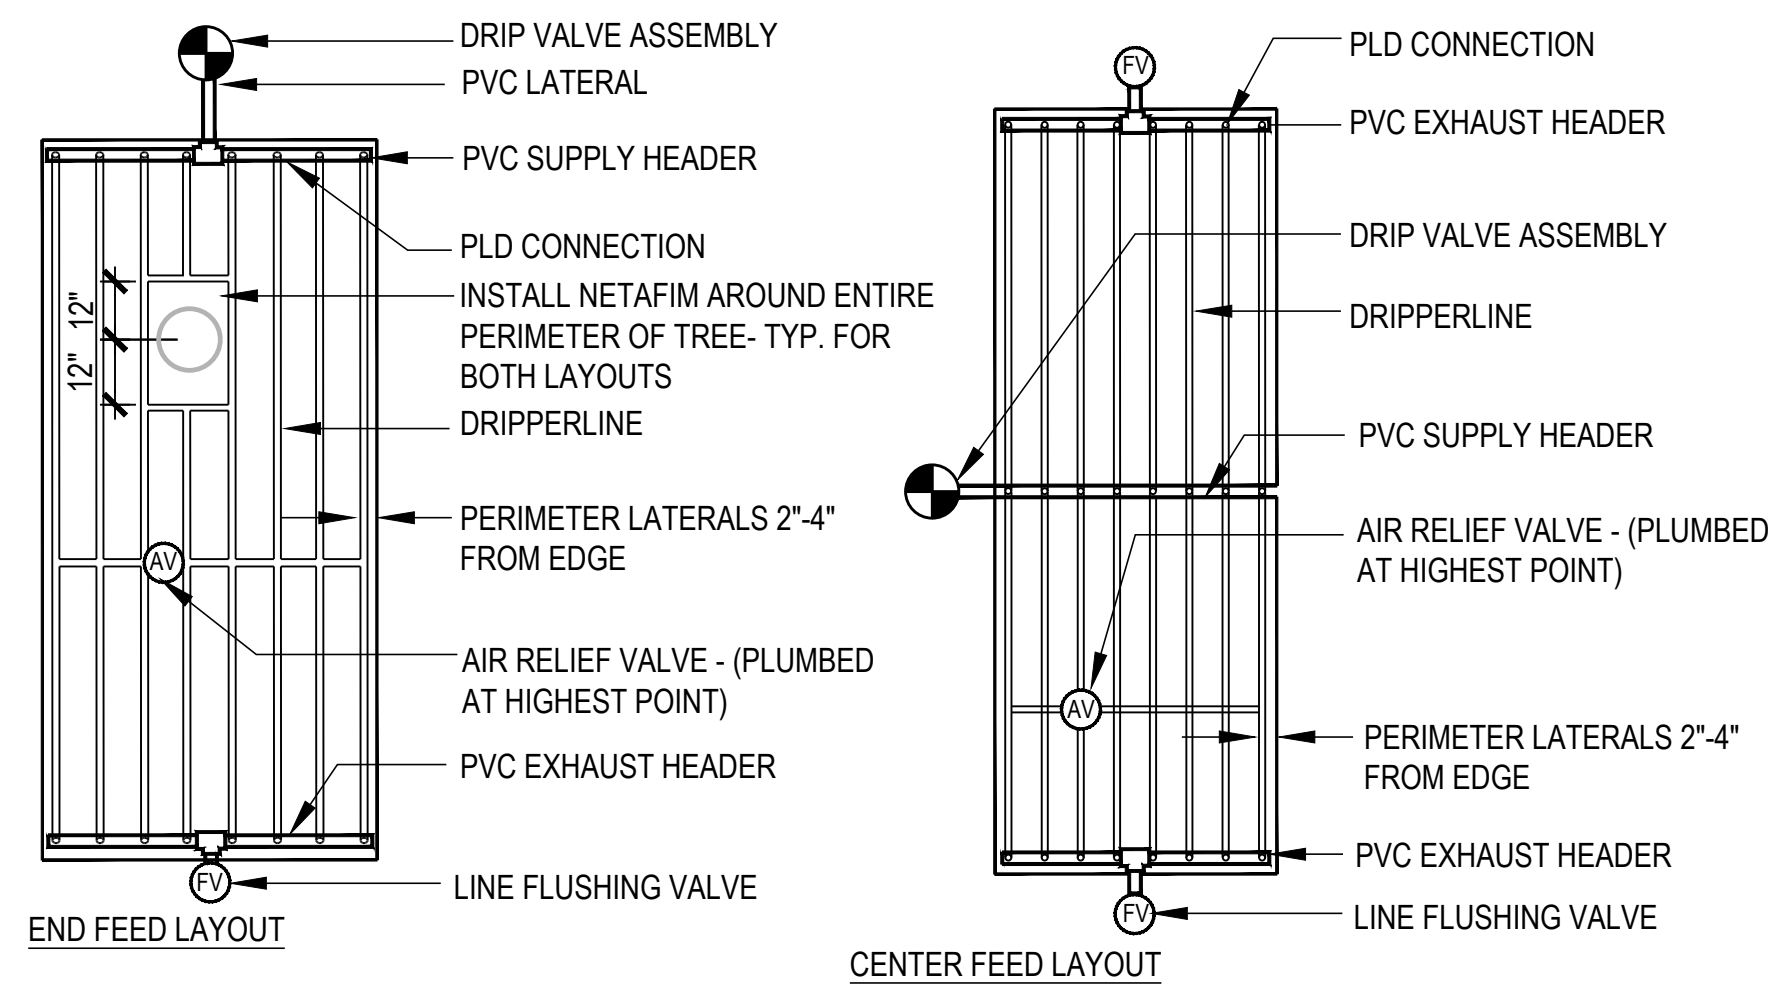 DRIP VALVE ASSEMBLY
PVC LATERAL
PVC SUPPLY HEADER
PLD CONNECTION
12"
12"
INSTALL NETAFIM AROUND ENTIRE
PERIMETER OF TREE- TYP. FOR
BOTH LAYOUTS
DRIPPERLINE
PERIMETER LATERALS 2"-4"
FROM EDGE
AV
AIR RELIEF VALVE - (PLUMBED
AT HIGHEST POINT)
PVC EXHAUST HEADER
FV
LINE FLUSHING VALVE
END FEED LAYOUT
FV
PLD CONNECTION
PVC EXHAUST HEADER
DRIP VALVE ASSEMBLY
DRIPPERLINE
PVC SUPPLY HEADER
AIR RELIEF VALVE - (PLUMBED
AT HIGHEST POINT)
AV
PERIMETER LATERALS 2"-4"
FROM EDGE
PVC EXHAUST HEADER
FV
LINE FLUSHING VALVE
CENTER FEED LAYOUT